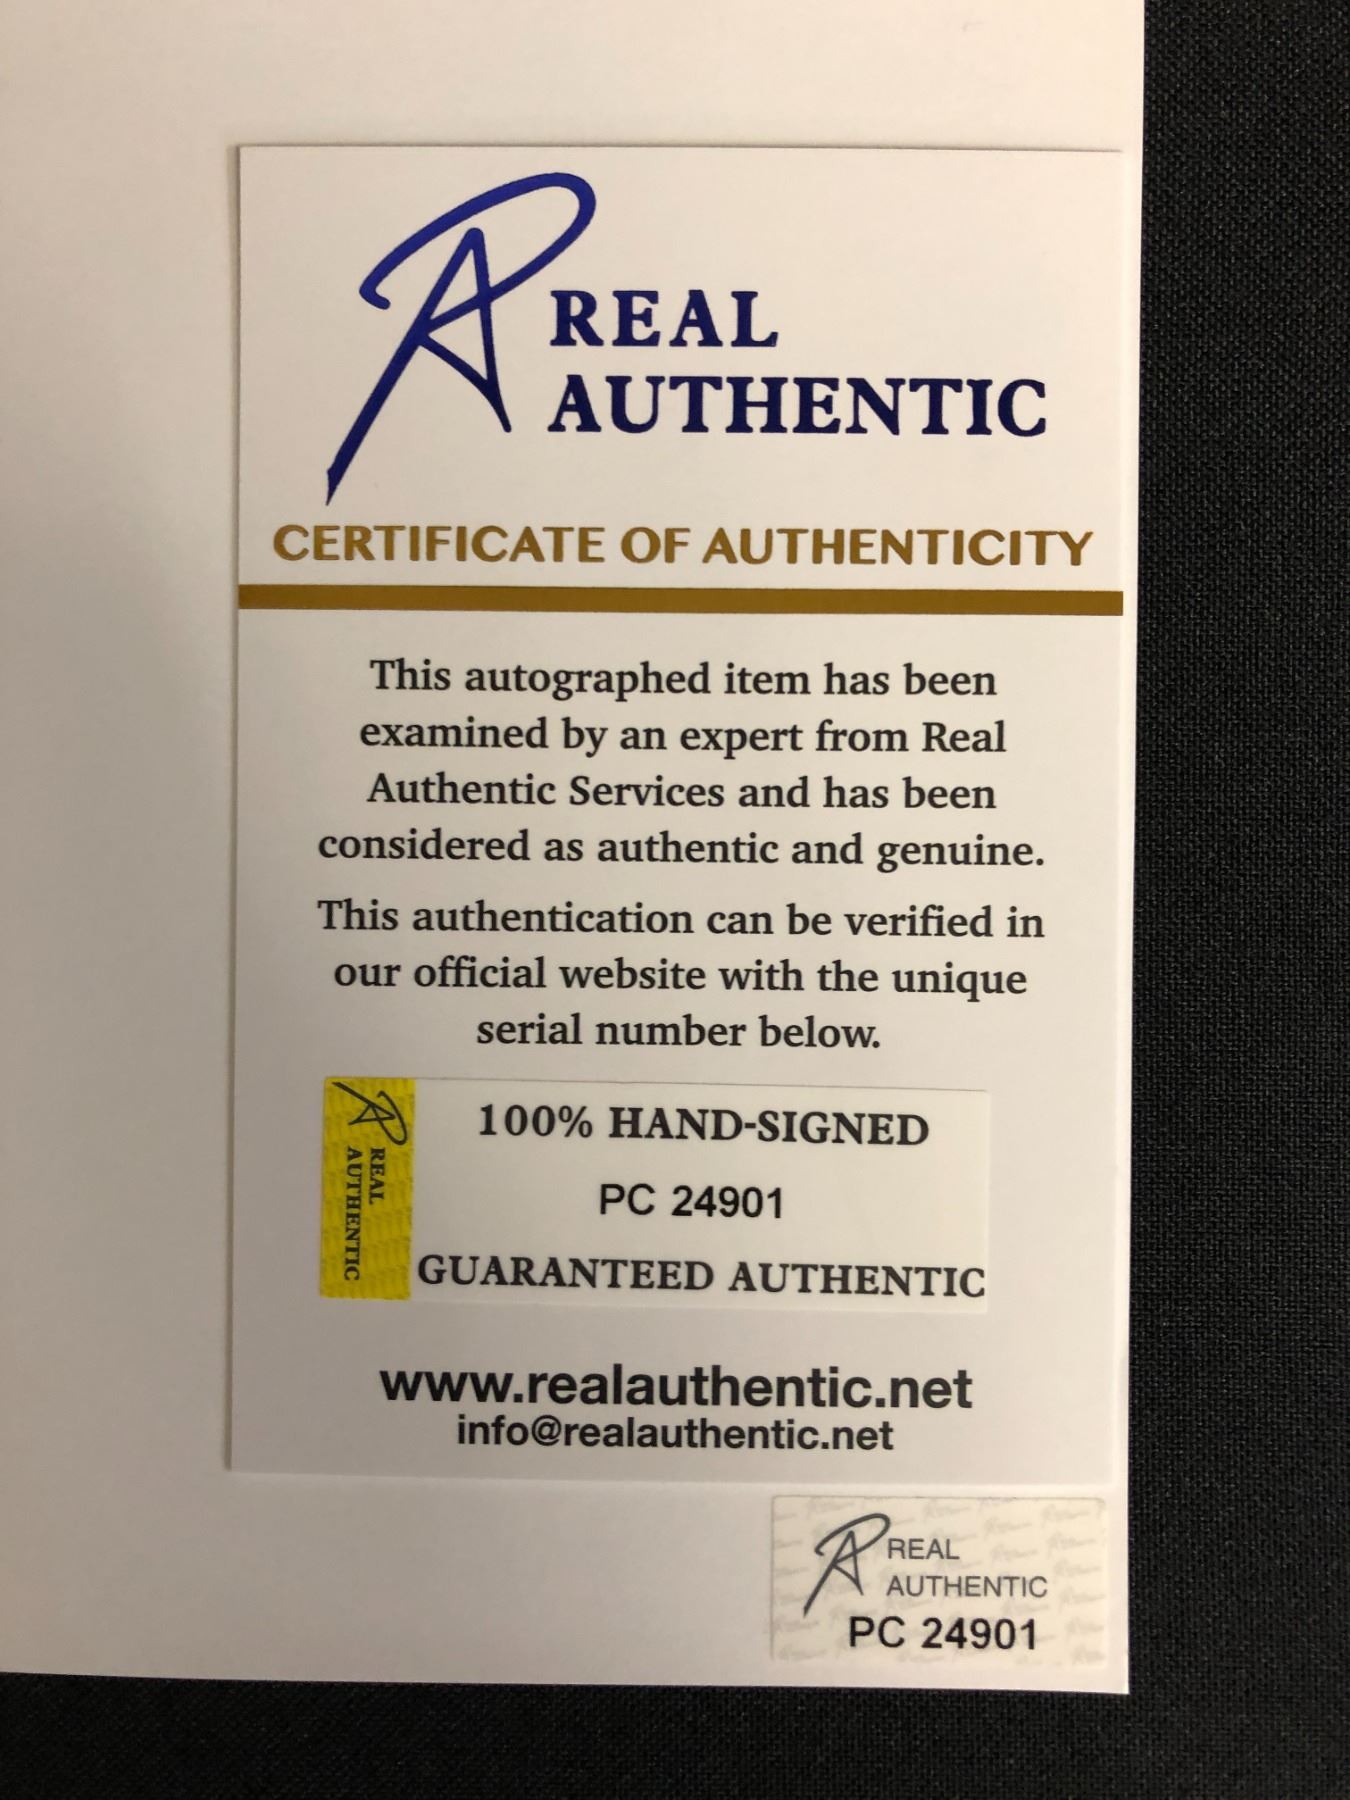 REAL
AUTHENTIC
CERTIFICATE OF AUTHENTICITY
This autographed item has been
examined by an expert from Real
Authentic Services and has been
considered as authentic and genuine.
This authentication can be verified in
our official website with the unique
serial number below.
REAL
AUTHENTIC
100% HAND-SIGNED
PC 24901
GUARANTEED AUTHENTIC
www.realauthentic.net
info@realauthentic.net
REAL
AUTHENTIC
PC 24901